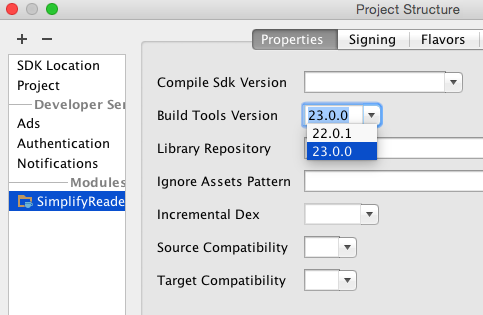 Project Structure
+ −
SDK Location
Project
Developer Ser
Ads
Authentication
Notifications
Modules
SimplifyReade
Properties Signing Flavors
Compile Sdk Version
Build Tools Version 23.0.0
22.0.1
23.0.0
Library Repository
Ignore Assets Pattern
Incremental Dex
Source Compatibility
Target Compatibility